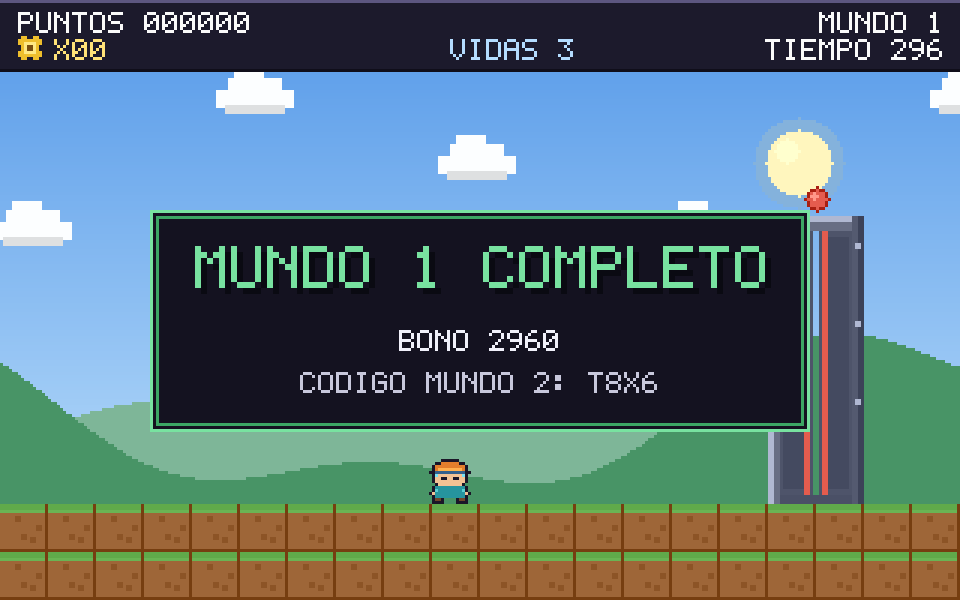 PUNTOS 000000
MUNDO 1
X00
VIDAS 3
TIEMPO 296
MUNDO 1 COMPLETO
BONO 2960
CODIGO MUNDO 2: T8X6